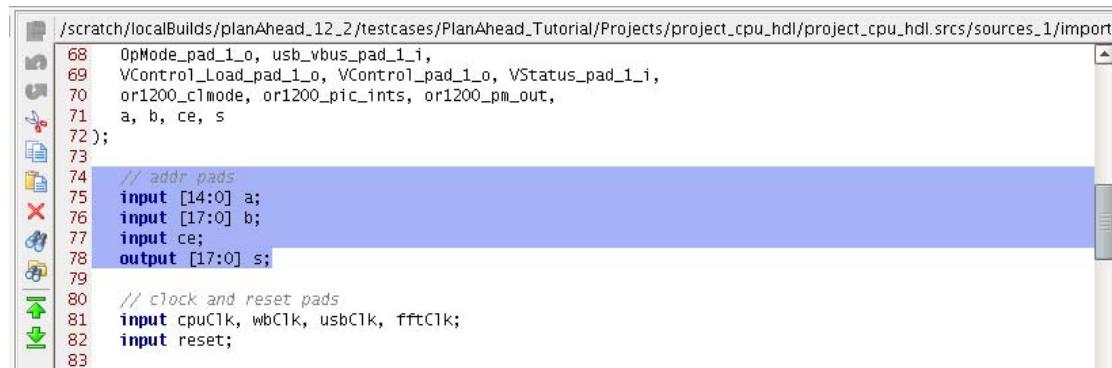 /scratch/localBuilds/planAhead_12_2/testcases/PlanAhead_Tutorial/Projects/project_cpu_hdl/project_cpu_hdl.srcs/sources_1/import
68 OpMode_pad_1_o, usb_vbus_pad_1_i,
69 VControl_Load_pad_1_o, VControl_pad_1_o, VStatus_pad_1_i,
70 or1200_clmode, or1200_pic_ints, or1200_pm_out,
71 a, b, ce, s
72 );
73
74 // addr pads
75 input [14:0] a;
76 input [17:0] b;
77 input ce;
78 output [17:0] s;
79
80 // clock and reset pads
81 input cpuClk, wbClk, usbClk, fftClk;
82 input reset;
83